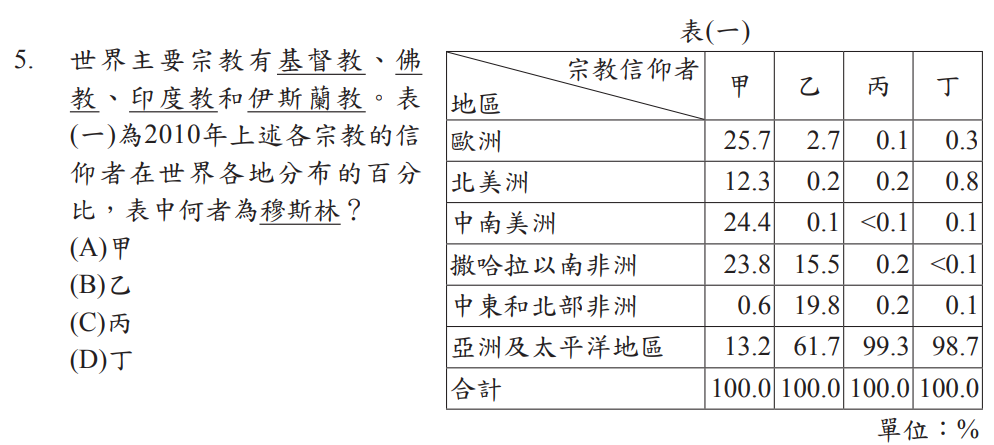 表(一)
5. 世界主要宗教有基督教、佛
教、印度教和伊斯蘭教。表
(一)為2010年上述各宗教的信
仰者在世界各地分布的百分
比，表中何者為穆斯林？
(A)甲
(B)乙
(C)丙
(D)丁
宗教信仰者 甲 乙 丙 丁
地區
歐洲 25.7 2.7 0.1 0.3
北美洲 12.3 0.2 0.2 0.8
中南美洲 24.4 0.1 <0.1 0.1
撒哈拉以南非洲 23.8 15.5 0.2 <0.1
中東和北部非洲 0.6 19.8 0.2 0.1
亞洲及太平洋地區 13.2 61.7 99.3 98.7
合計 100.0 100.0 100.0 100.0
單位：%